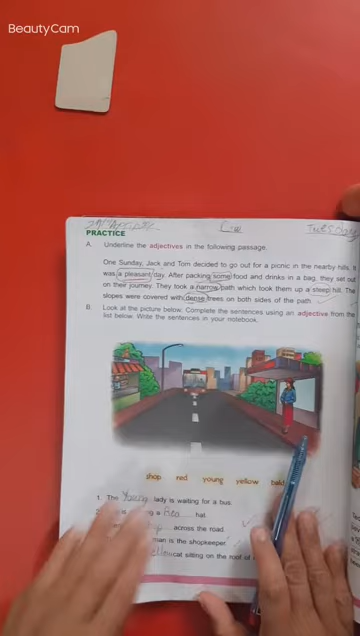 BeautyCam
Tuesday
PRACTICE
A. Underline the adjectives in the following passage.
One Sunday, Jack and Tom decided to go out for a picnic in the nearby hills. It
was a pleasant day. After packing some food and drinks in a bag, they set out
on their journey. They took a narrow path which took them up a steep hill. The
slopes were covered with dense trees on both sides of the path.
B. Look at the picture below. Complete the sentences using an adjective from the
list below. Write the sentences in your notebook.
shop red young yellow bald
1. The young lady is waiting for a bus.
is a Red hat.
across the road.
man is the shopkeeper.
cat sitting on the roof of